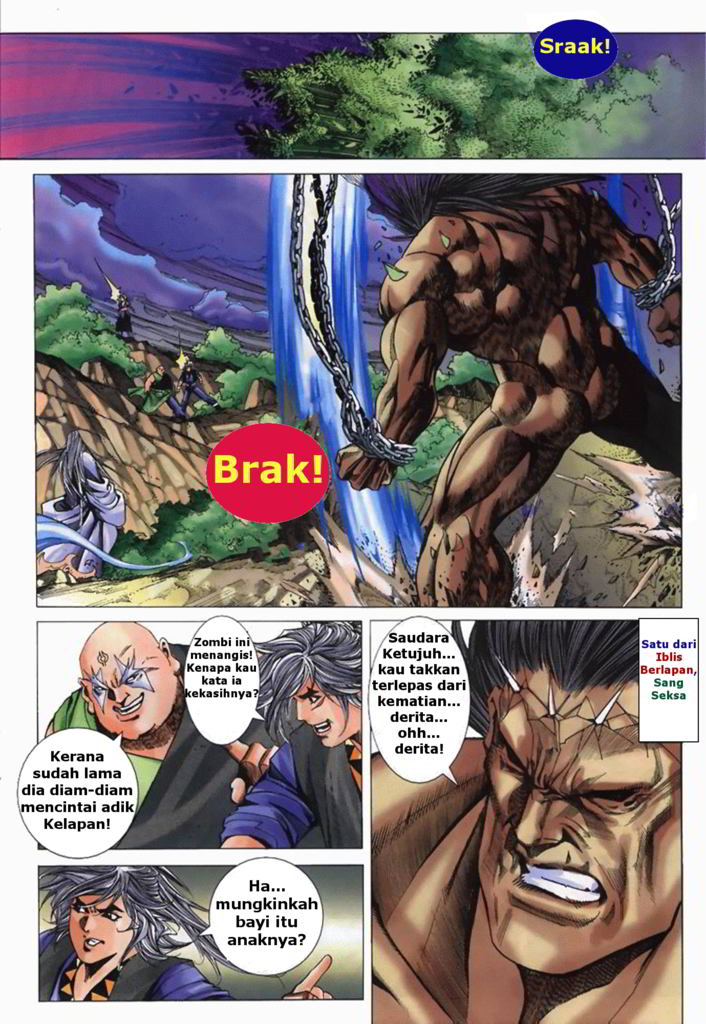 Sraak!
Brak!
Zombi ini
menangis!
Kenapa kau
kata ia
kekasihnya?
Kerana
sudah lama
dia diam-diam
mencintai adik
Kelapan!
Saudara
Ketujuh...
kau takkan
terlepas dari
kematian...
derita...
ohh...
derita!
Satu dari
Iblis
Berlapan,
Sang
Seksa
Ha...
mungkinkah
bayi itu
anaknya?